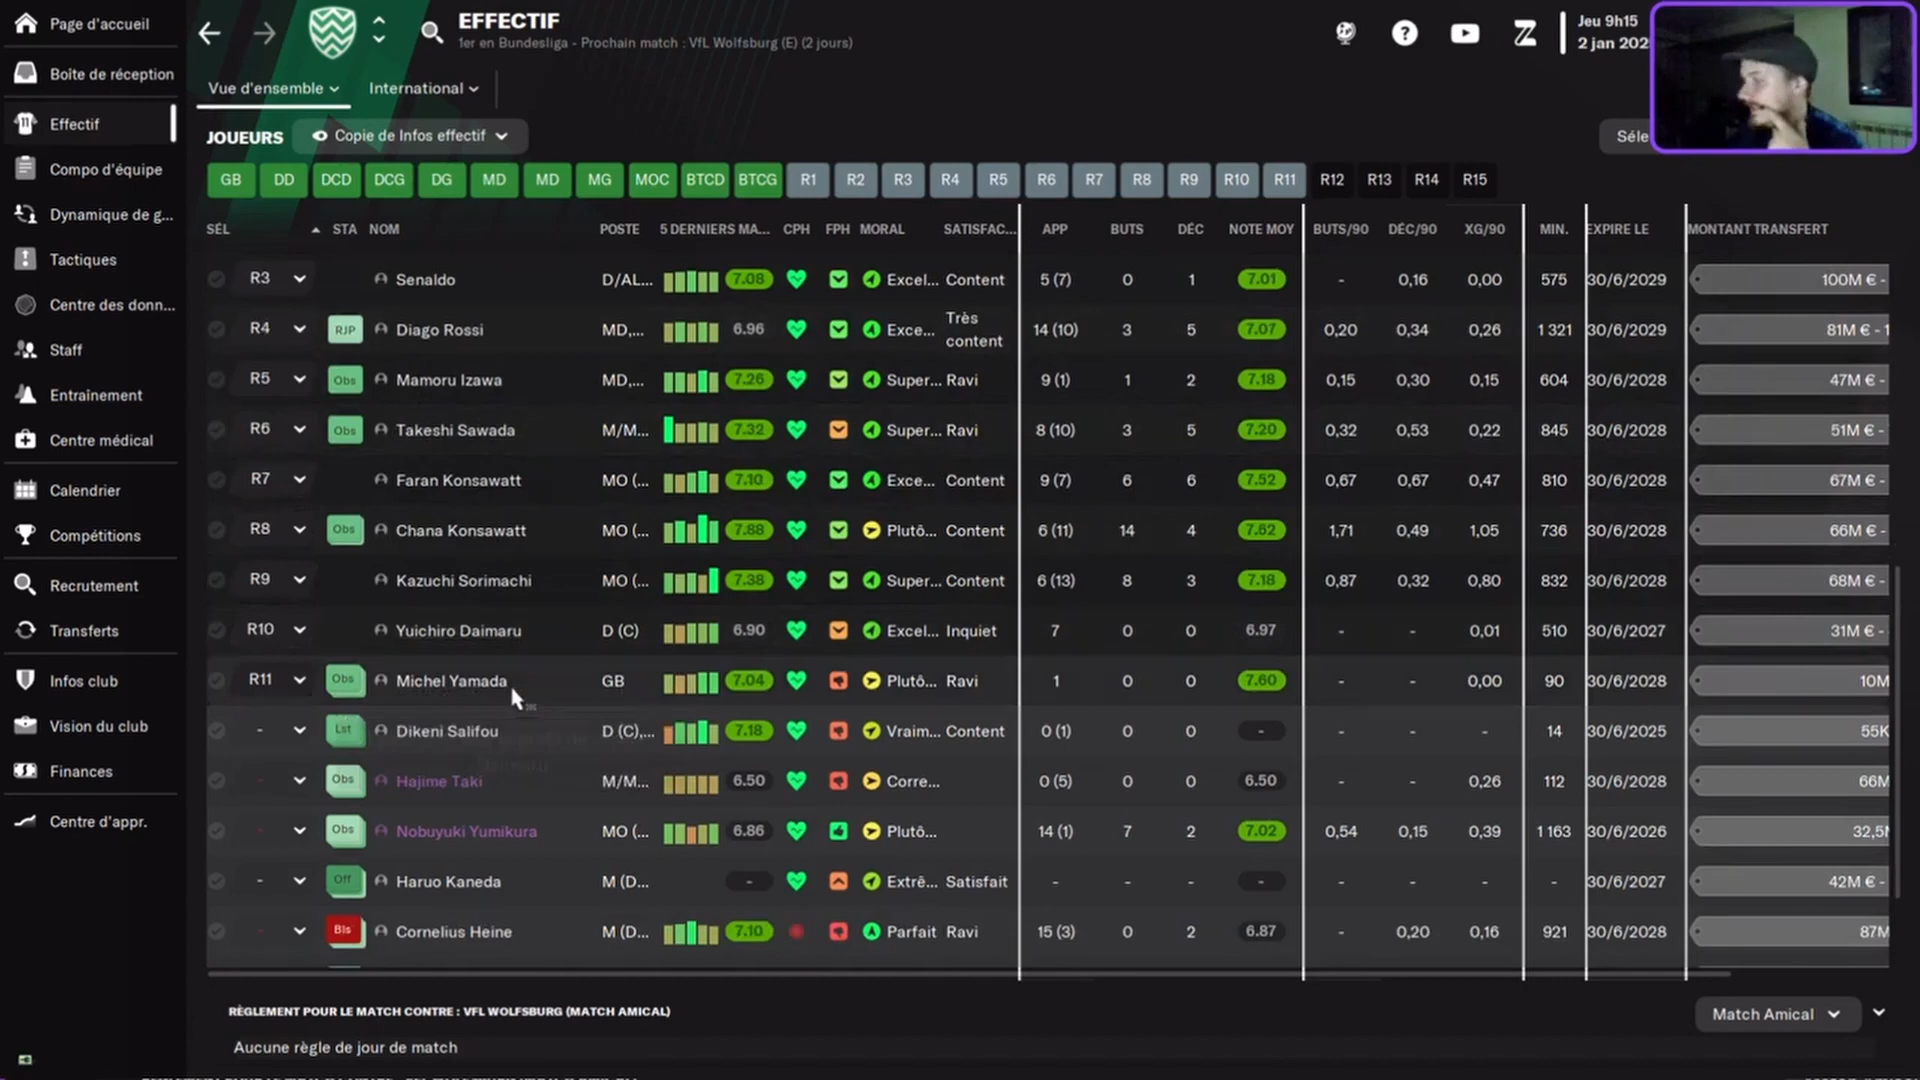 Page d'accueil
Boîte de réception
Effectif
Compo d'équipe
Dynamique de g...
Tactiques
Centre des donn...
Staff
Entraînement
Centre médical
Calendrier
Compétitions
Recrutement
Transferts
Infos club
Vision du club
Finances
Centre d'appr.
EFFECTIF
1er en Bundesliga - Prochain match : VfL Wolfsburg (E) (2 jours)
Jeu 9h15
2 jan 202
Vue d'ensemble
International
JOUEURS
Copie de Infos effectif
Séle
GB DD DCD DCG DG MD MD MG MOC BTCD BTCG R1 R2 R3 R4 R5 R6 R7 R8 R9 R10 R11 R12 R13 R14 R15
SÉL STA NOM POSTE 5 DERNIERS MA... CPH FPH MORAL SATISFAC... APP BUTS DÉC NOTE MOY BUTS/90 DÉC/90 XG/90 MIN. EXPIRE LE MONTANT TRANSFERT
R3 Senaldo D/AL... 7.08 Excel... Content 5 (7) 0 1 7.01 - 0,16 0,00 575 30/6/2029 100M € -
R4 RJP Diago Rossi MD,... 6.96 Exce... Très content 14 (10) 3 5 7.07 0,20 0,34 0,26 1 321 30/6/2029 81M € - 1
R5 Obs Mamoru Izawa MD,... 7.26 Super... Ravi 9 (1) 1 2 7.18 0,15 0,30 0,15 604 30/6/2028 47M € -
R6 Obs Takeshi Sawada M/M... 7.32 Super... Ravi 8 (10) 3 5 7.20 0,32 0,53 0,22 845 30/6/2028 51M € -
R7 Faran Konsawatt MO (... 7.10 Exce... Content 9 (7) 6 6 7.52 0,67 0,67 0,47 810 30/6/2028 67M € -
R8 Obs Chana Konsawatt MO (... 7.88 Plutô... Content 6 (11) 14 4 7.62 1,71 0,49 1,05 736 30/6/2028 66M € -
R9 Kazuchi Sorimachi MO (... 7.38 Super... Content 6 (13) 8 3 7.18 0,87 0,32 0,80 832 30/6/2028 68M € -
R10 Yuichiro Daimaru D (C) 6.90 Excel... Inquiet 7 0 0 6.97 - - 0,01 510 30/6/2027 31M € -
R11 Obs Michel Yamada GB 7.04 Plutô... Ravi 1 0 0 7.60 - - 0,00 90 30/6/2028 10M
- Lst Dikeni Salifou D (C),... 7.18 Vraim... Content 0 (1) 0 0 - - - - 14 30/6/2025 55K
- Obs Hajime Taki M/M... 6.50 Corre... 0 (5) 0 0 6.50 - - 0,26 112 30/6/2028 66M
- Obs Nobuyuki Yumikura MO (... 6.86 Plutô... 14 (1) 7 2 7.02 0,54 0,15 0,39 1 163 30/6/2026 32,5M
- Off Haruo Kaneda M (D... - Extrê... Satisfait - - - - - - - - 30/6/2027 42M € -
- Bls Cornelius Heine M (D... 7.10 Parfait Ravi 15 (3) 0 2 6.87 - 0,20 0,16 921 30/6/2028 87M
RÈGLEMENT POUR LE MATCH CONTRE : VFL WOLFSBURG (MATCH AMICAL)
Match Amical
Aucune règle de jour de match